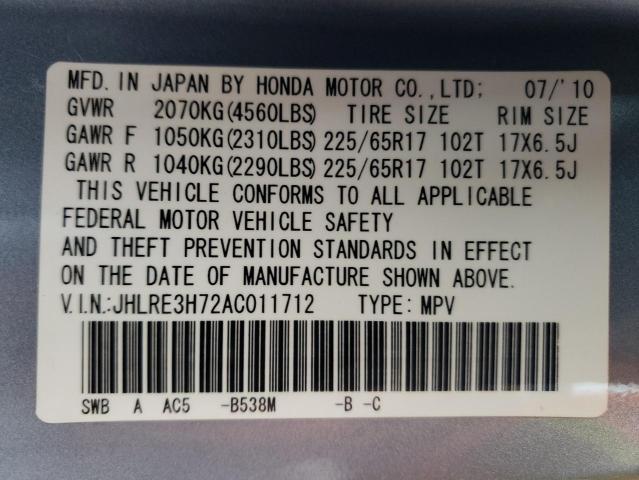 MFD. IN JAPAN BY HONDA MOTOR CO.,LTD; 07/'10
GVWR 2070KG(4560LBS) TIRE SIZE RIM SIZE
GAWR F 1050KG(2310LBS) 225/65R17 102T 17X6.5J
GAWR R 1040KG(2290LBS) 225/65R17 102T 17X6.5J
THIS VEHICLE CONFORMS TO ALL APPLICABLE
FEDERAL MOTOR VEHICLE SAFETY
AND THEFT PREVENTION STANDARDS IN EFFECT
ON THE DATE OF MANUFACTURE SHOWN ABOVE.
V.I.N.:JHLRE3H72AC011712 TYPE: MPV
SWB A AC5 -B538M -B -C